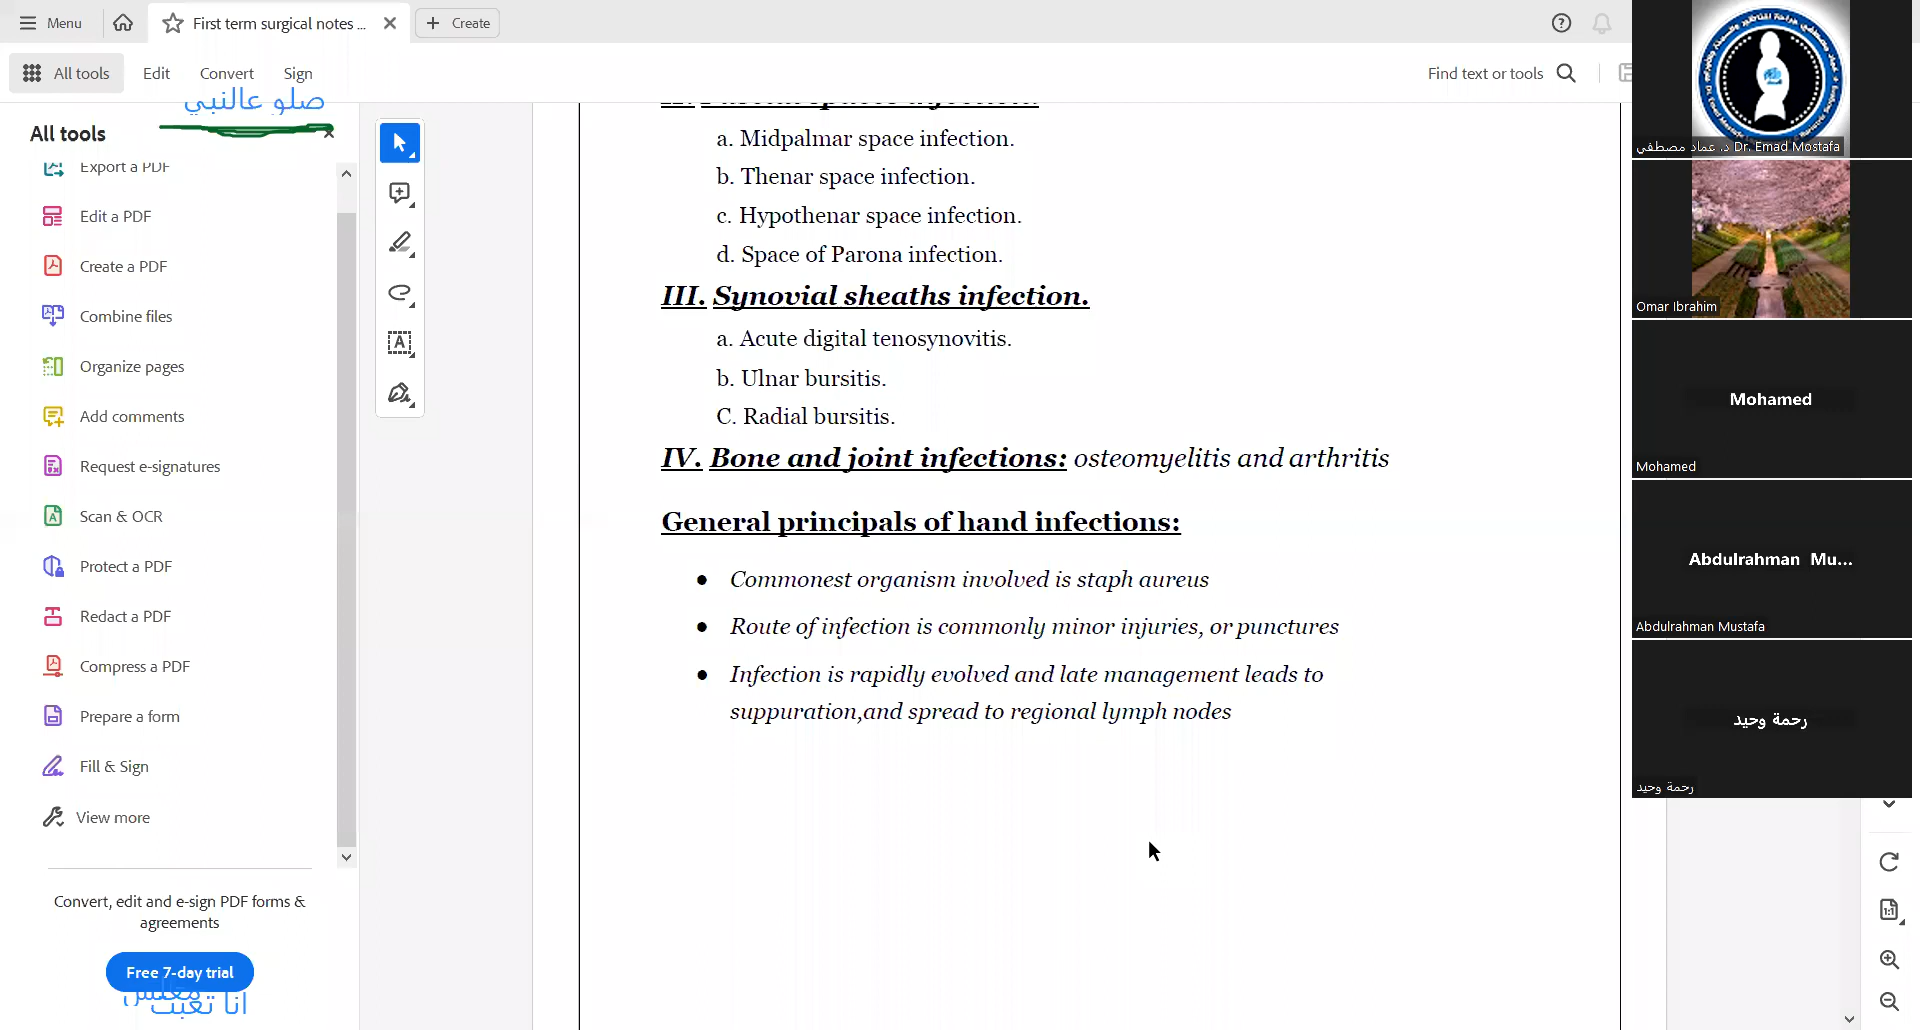 Menu
First term surgical notes ...
Create
All tools
Edit
Convert
Sign
Find text or tools
صلو عالنبي
All tools
Export a PDF
Edit a PDF
Create a PDF
Combine files
Organize pages
Add comments
Request e-signatures
Scan & OCR
Protect a PDF
Redact a PDF
Compress a PDF
Prepare a form
Fill & Sign
View more
Convert, edit and e-sign PDF forms &
agreements
Free 7-day trial
انا تعبت
a. Midpalmar space infection.
b. Thenar space infection.
c. Hypothenar space infection.
d. Space of Parona infection.
III. Synovial sheaths infection.
a. Acute digital tenosynovitis.
b. Ulnar bursitis.
C. Radial bursitis.
IV. Bone and joint infections: osteomyelitis and arthritis
General principals of hand infections:
● Commonest organism involved is staph aureus
● Route of infection is commonly minor injuries, or punctures
● Infection is rapidly evolved and late management leads to
suppuration,and spread to regional lymph nodes
Dr. Emad Mostafa د. عماد مصطفي
Omar Ibrahim
Mohamed
Mohamed
Abdulrahman Mu...
Abdulrahman Mustafa
رحمة وحيد
رحمة وحيد